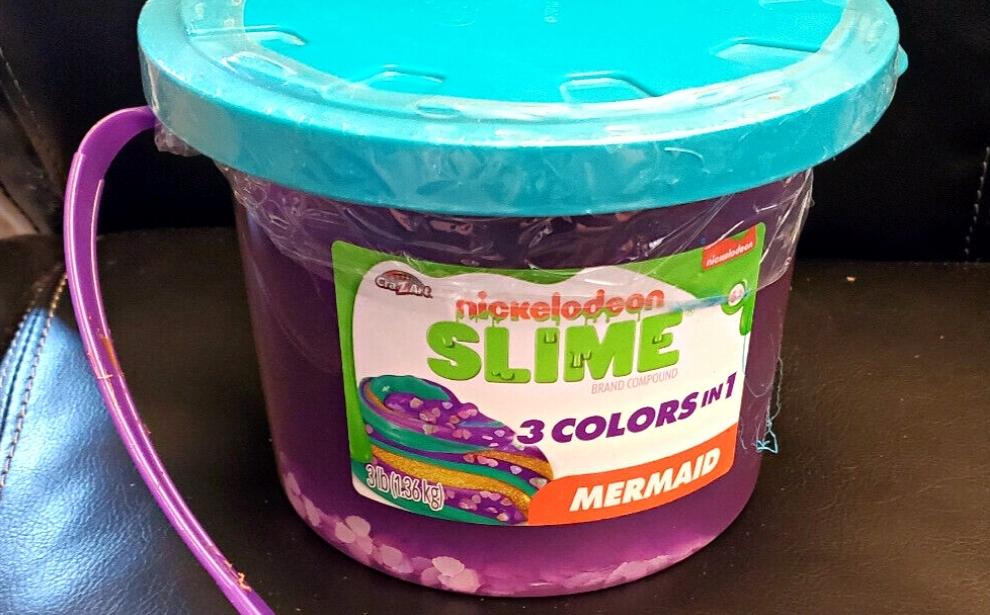 nickelodeon
Cra-Z-Art
nickelodeon
SLIME
BRAND COMPOUND
3 COLORS IN 1
3 lb (1.36 kg)
MERMAID